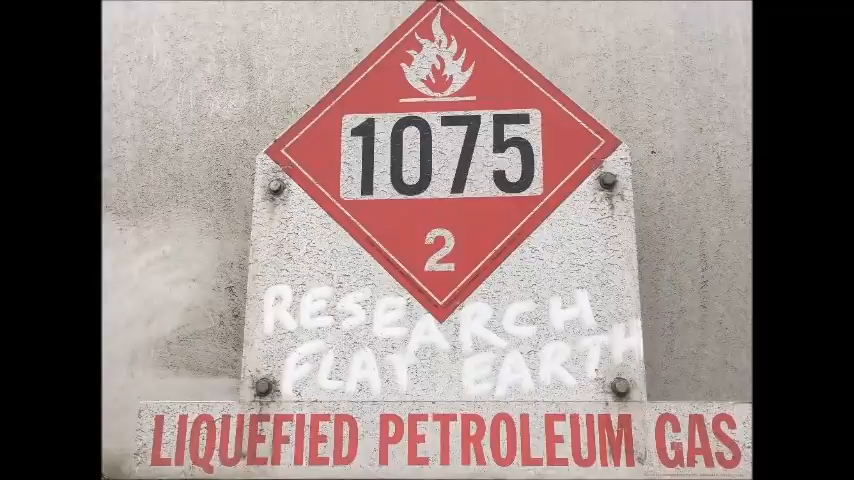 1075
2
RESEARCH
FLAT EARTH
LIQUEFIED PETROLEUM GAS